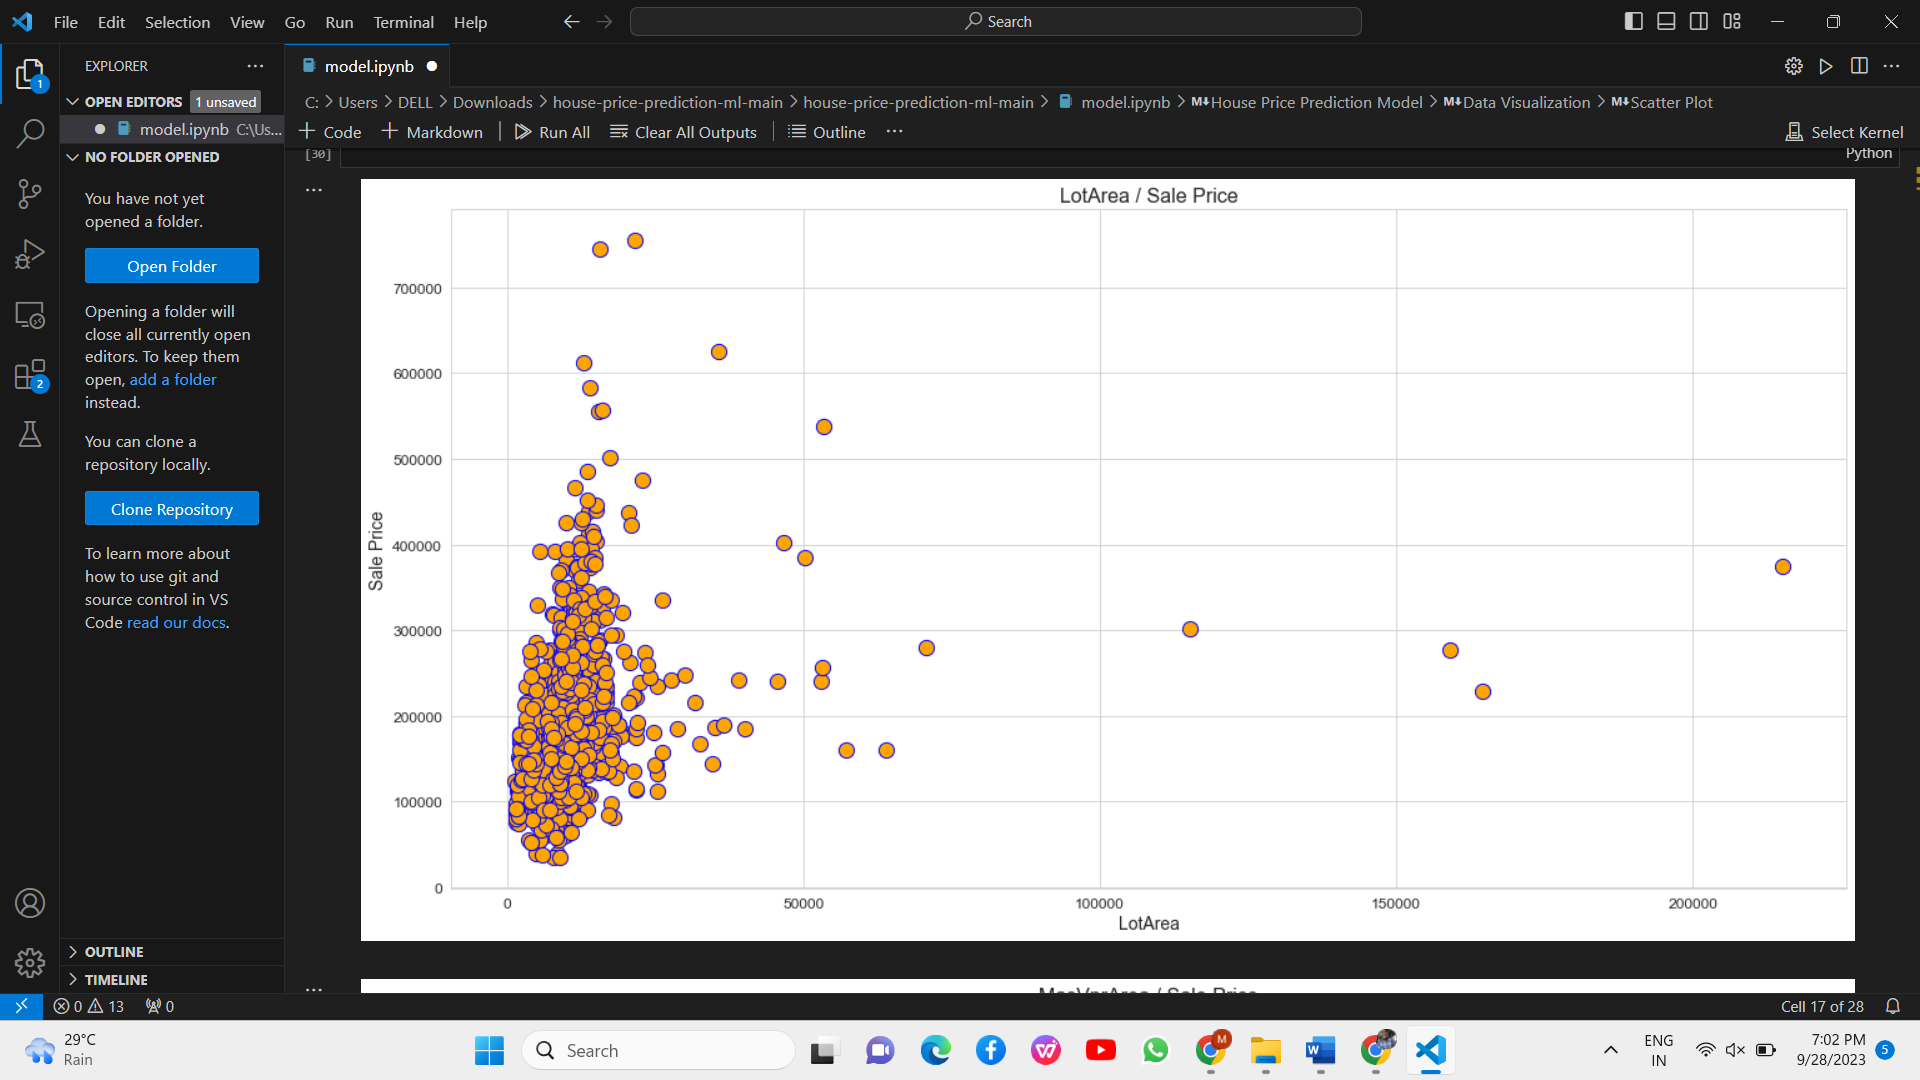 File Edit Selection View Go Run Terminal Help
Search
EXPLORER
1
OPEN EDITORS 1 unsaved
model.ipynb C:\Us...
NO FOLDER OPENED
You have not yet
opened a folder.
Open Folder
Opening a folder will
close all currently open
editors. To keep them
open, add a folder
instead.
You can clone a
repository locally.
Clone Repository
To learn more about
how to use git and
source control in VS
Code read our docs.
2
OUTLINE
TIMELINE
model.ipynb
C: > Users > DELL > Downloads > house-price-prediction-ml-main > house-price-prediction-ml-main > model.ipynb > M↓House Price Prediction Model > M↓Data Visualization > M↓Scatter Plot
+ Code + Markdown Run All Clear All Outputs Outline ... Select Kernel
[30] Python
LotArea / Sale Price
700000
600000
500000
400000
300000
200000
100000
0
Sale Price
0 50000 100000 150000 200000
LotArea
MasVnrArea / Sale Price
0 13 0 Cell 17 of 28
29°C
Rain
Search
M
W
ENG
IN
7:02 PM
9/28/2023
5